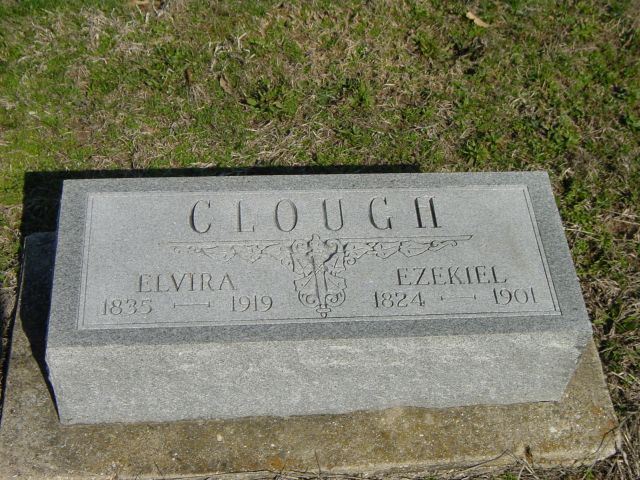 CLOUGH
ELVIRA EZEKIEL
1835 — 1919 1824 — 1901